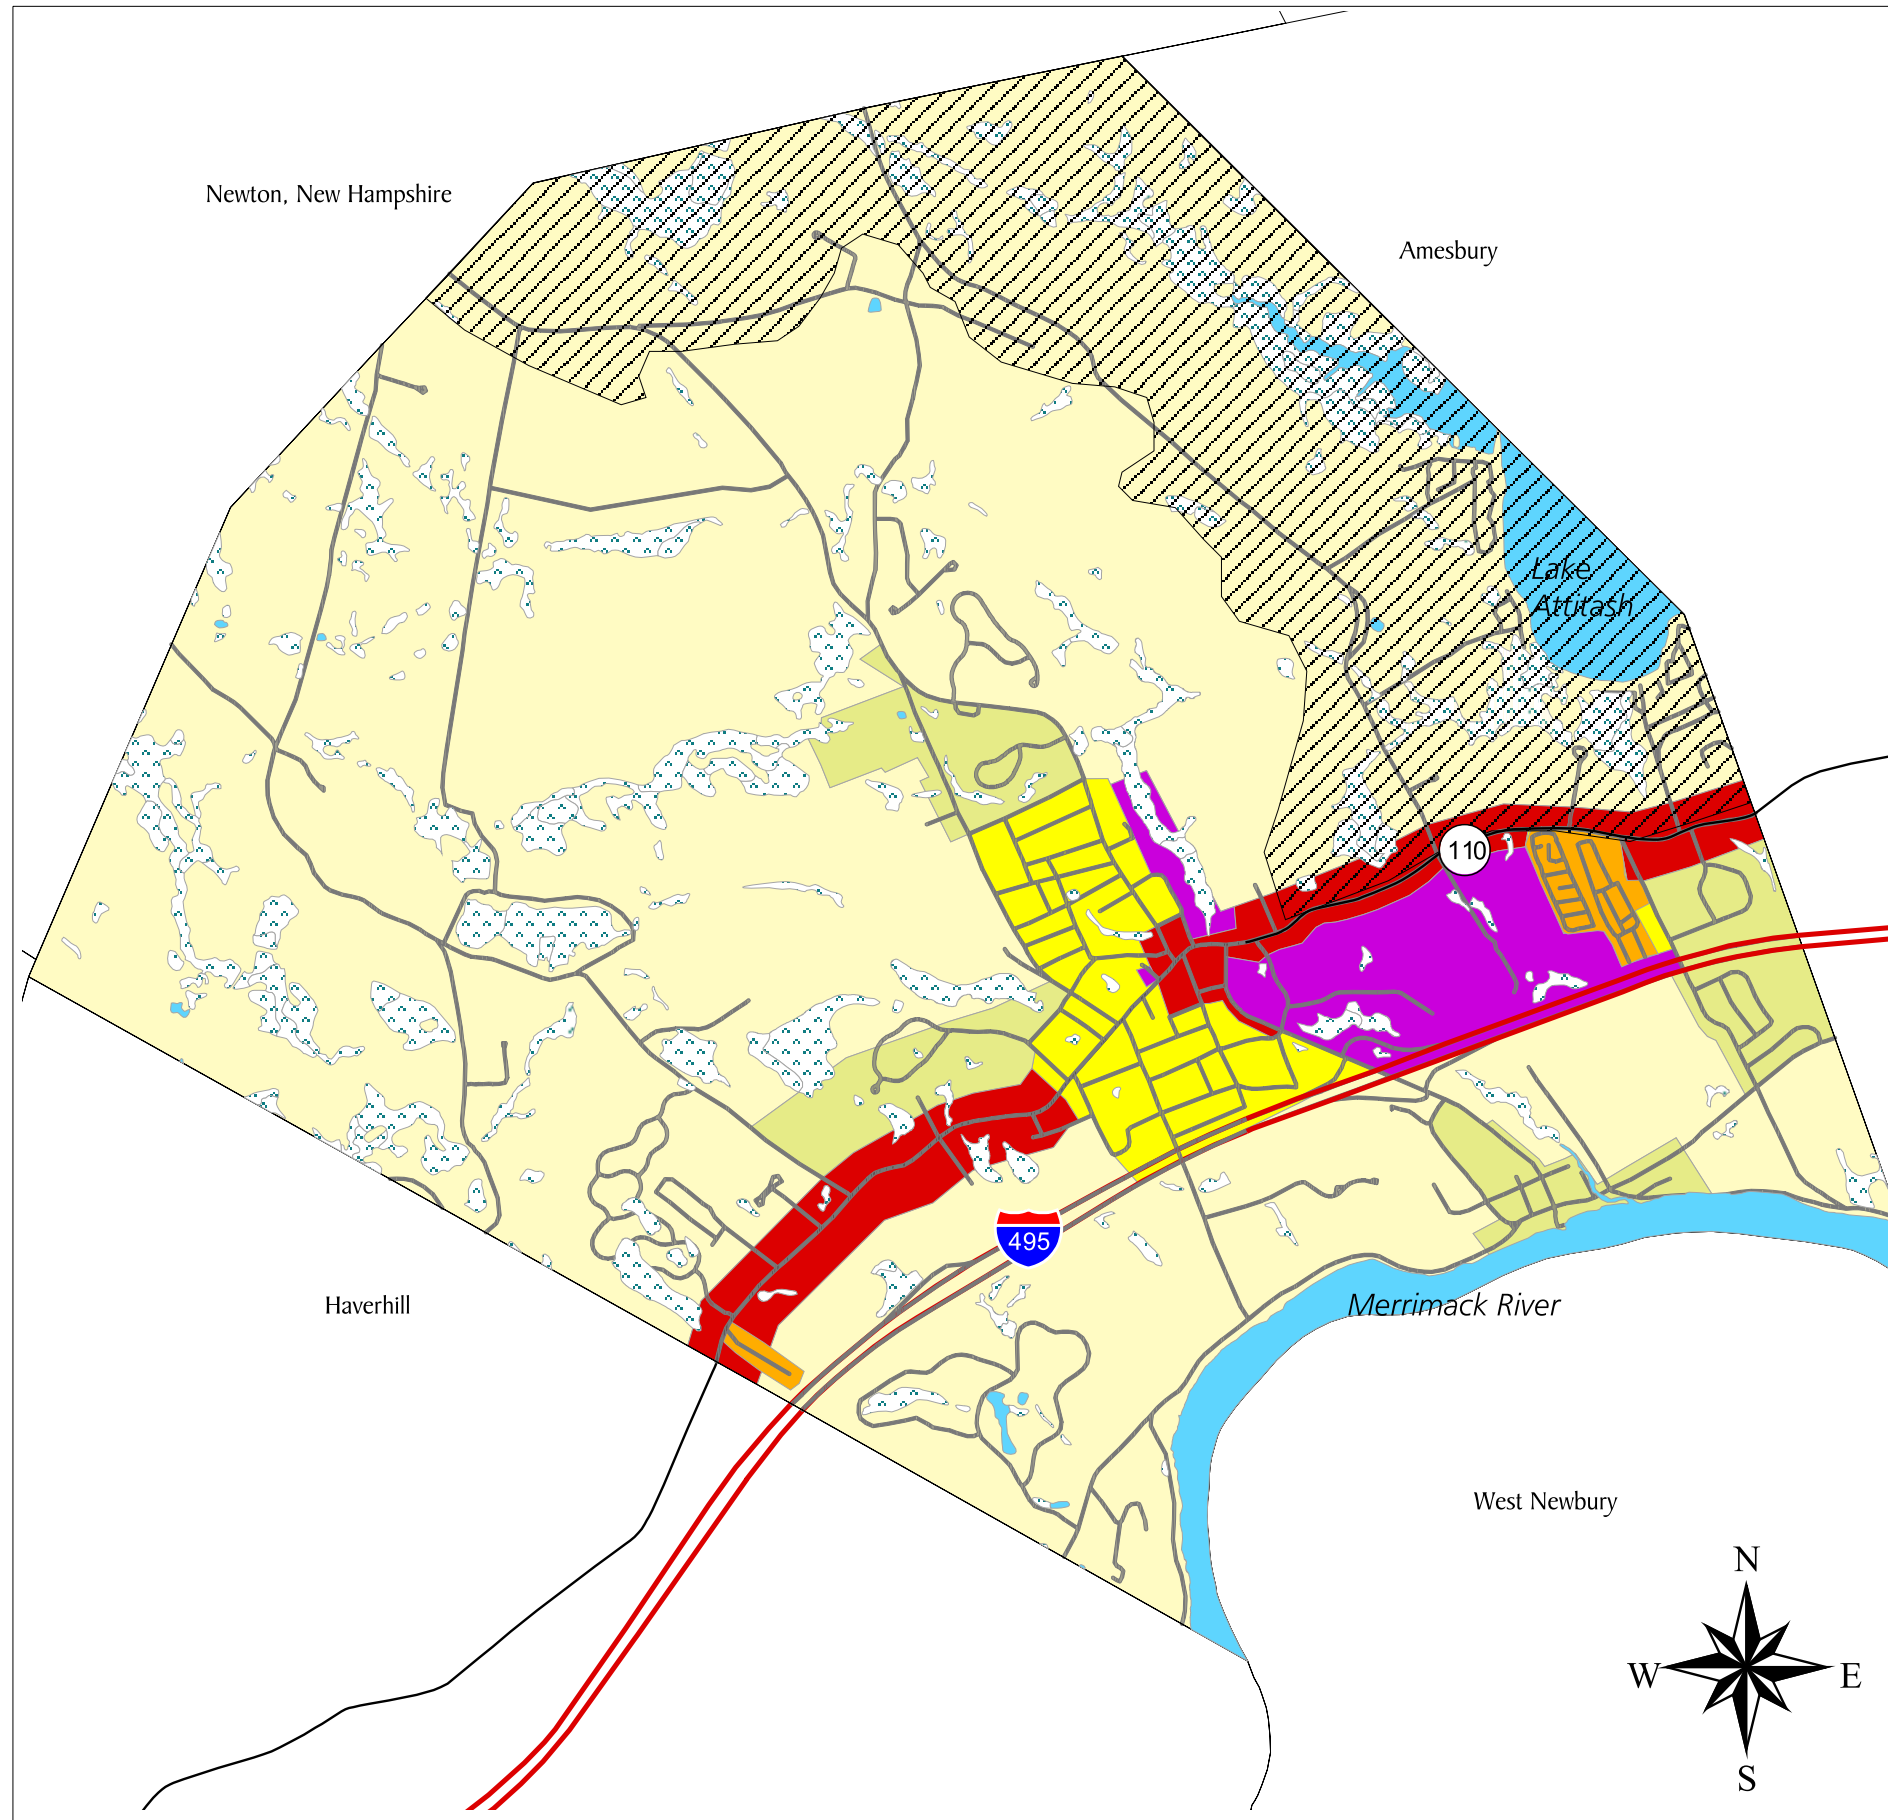 Newton, New Hampshire
Amesbury
Lake
Attitash
110
495
Haverhill
Merrimack River
West Newbury
N
W
E
S